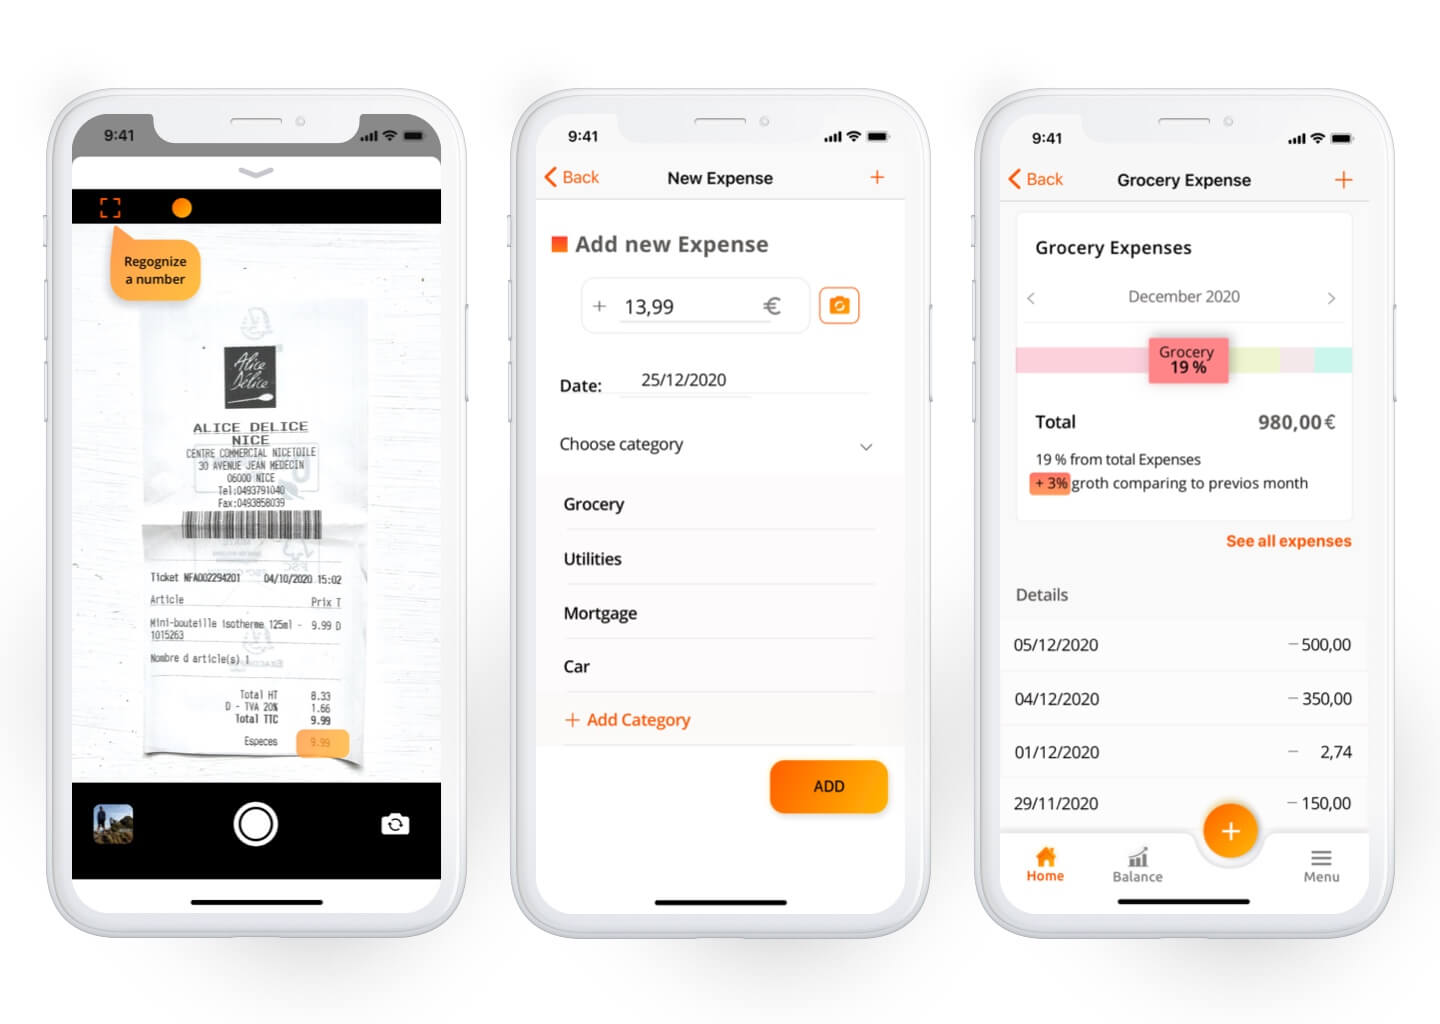 9:41
Regognize
a number
Alice
Délice
ALICE DELICE
NICE
CENTRE COMMERCIAL NICETOILE
30 AVENUE JEAN MEDECIN
06000 NICE
Tel:0493791040
Fax:0493858039
Ticket NFA002294201 04/10/2020 15:02
Article Prix T
Mini-bouteille isotherme 125ml - 9.99 D
1015263
Nombre d article(s) 1
Total HT 8.33
D - TVA 20% 1.66
Total TTC 9.99
Especes 9.99
9:41
Back New Expense +
Add new Expense
+ 13,99 €
Date: 25/12/2020
Choose category
Grocery
Utilities
Mortgage
Car
+ Add Category
ADD
9:41
Back Grocery Expense +
Grocery Expenses
< December 2020 >
Grocery
19 %
Total 980,00 €
19 % from total Expenses
+ 3% groth comparing to previos month
See all expenses
Details
05/12/2020 – 500,00
04/12/2020 – 350,00
01/12/2020 – 2,74
29/11/2020 – 150,00
+
Home Balance Menu